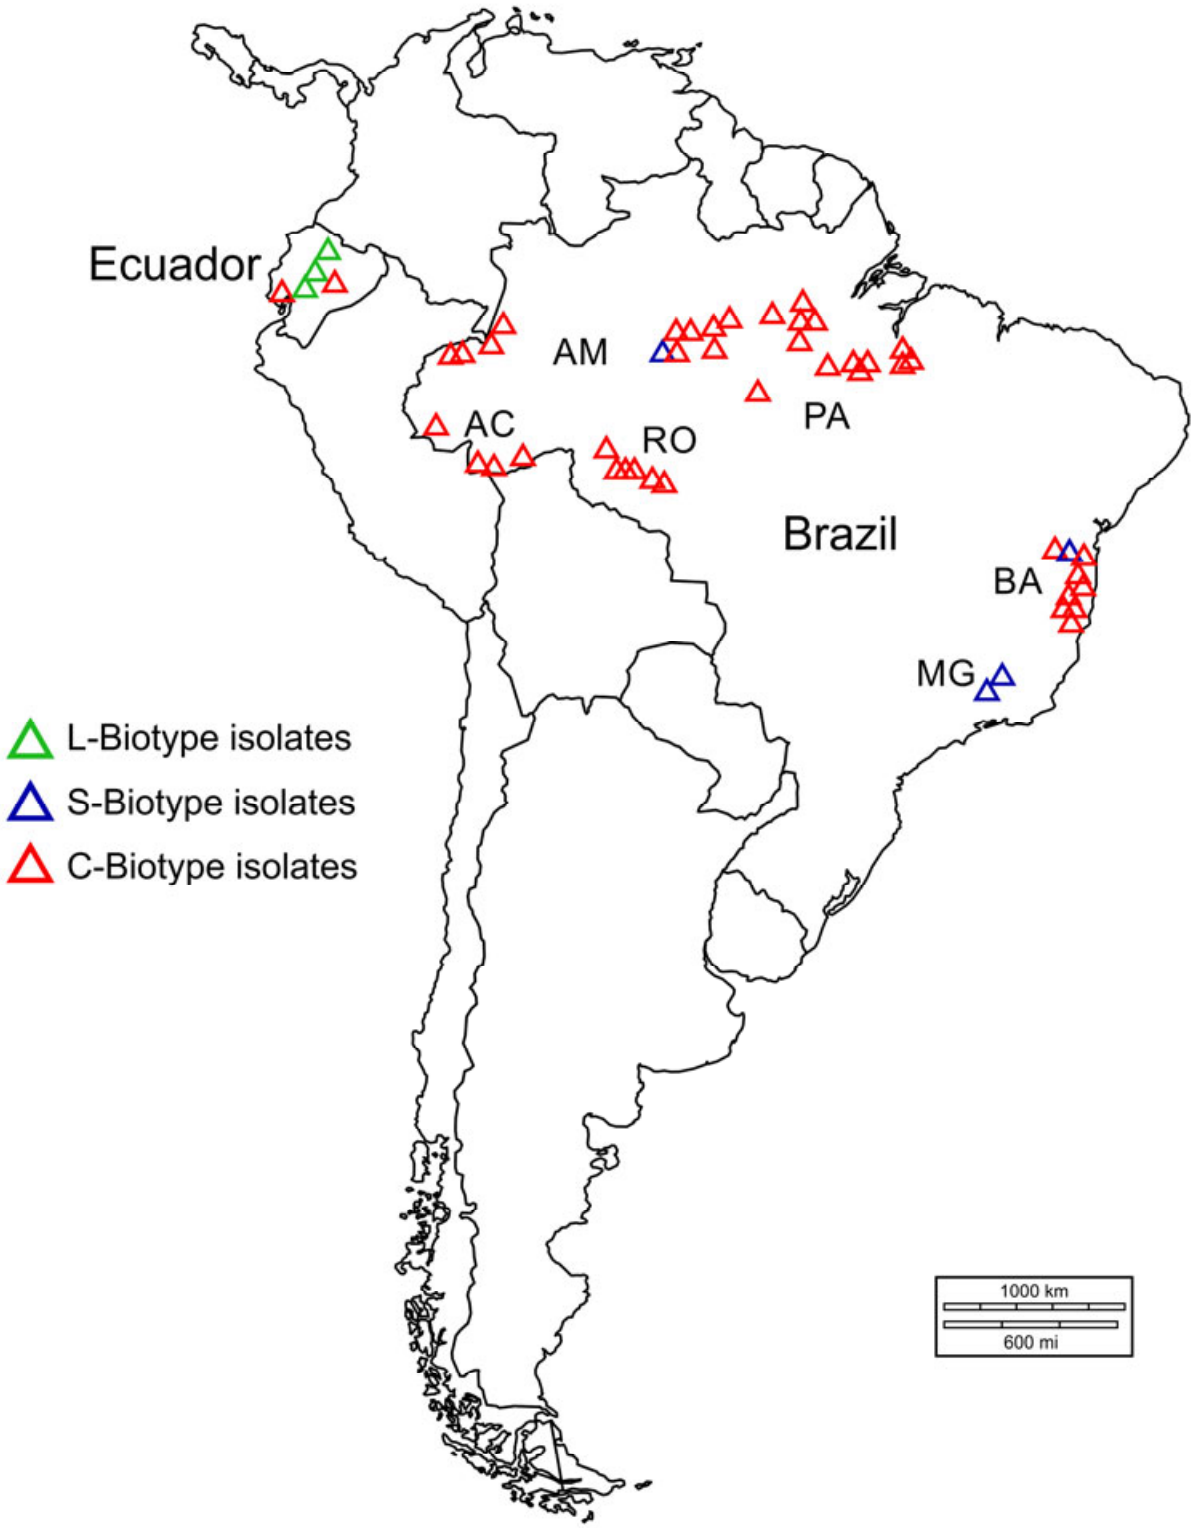 Ecuador
AM
AC
RO
PA
Brazil
BA
MG
L-Biotype isolates
S-Biotype isolates
C-Biotype isolates
1000 km
600 mi